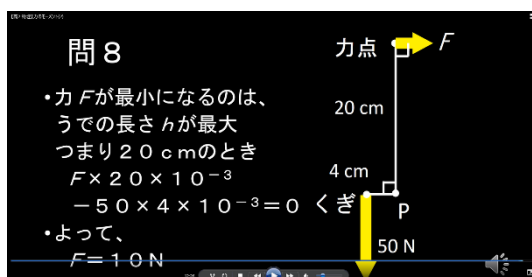 問８
・力Fが最小になるのは、
うでの長さhが最大
つまり２０ｃｍのとき
F×２０×１０⁻³
－５０×４×１０⁻³＝０
・よって、
F＝１０N
力点
F
20 cm
4 cm
くぎ
P
50 N